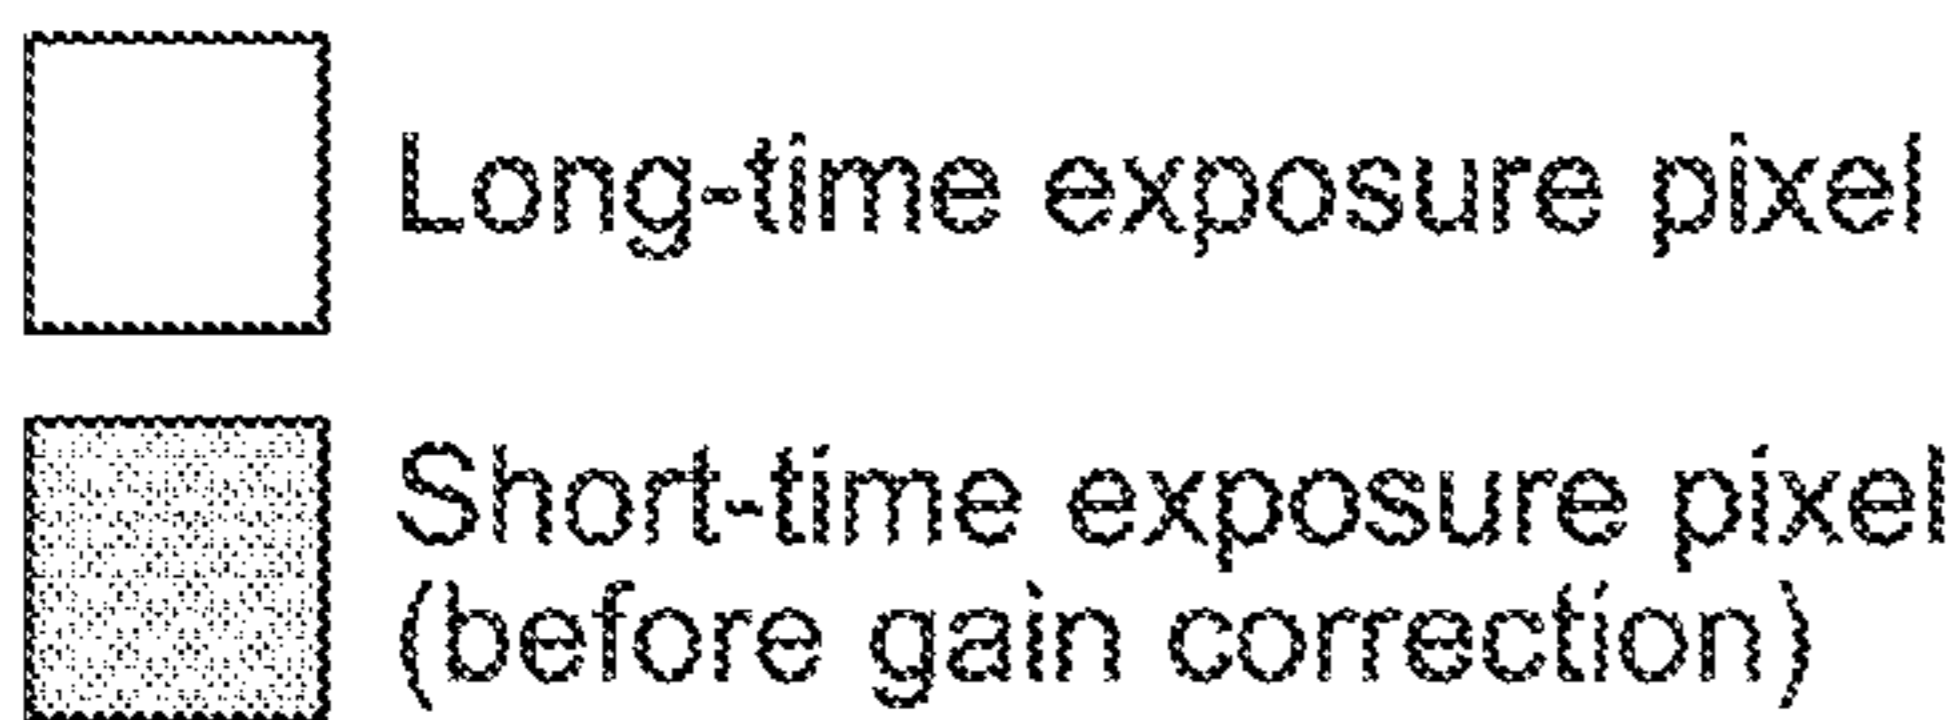 Long-time exposure pixel
Short-time exposure pixel
(before gain correction)